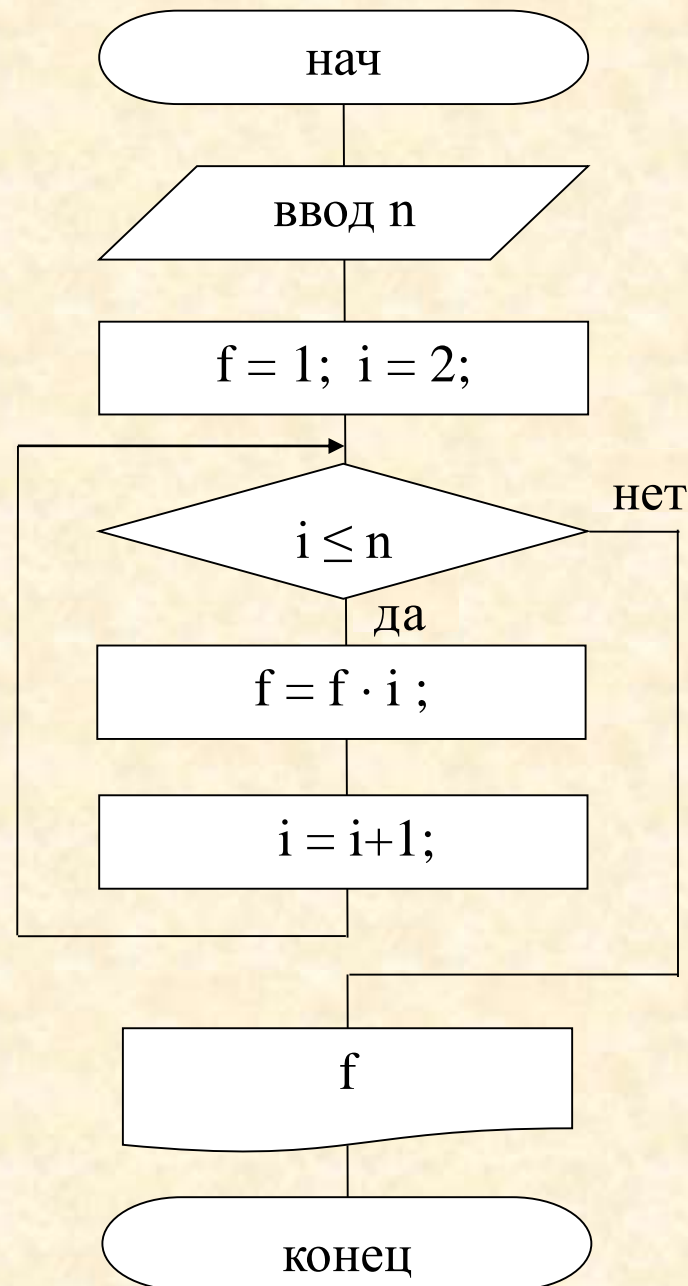 нач
ввод n
f = 1; i = 2;
нет
i ≤ n
да
f = f · i ;
i = i+1;
f
конец